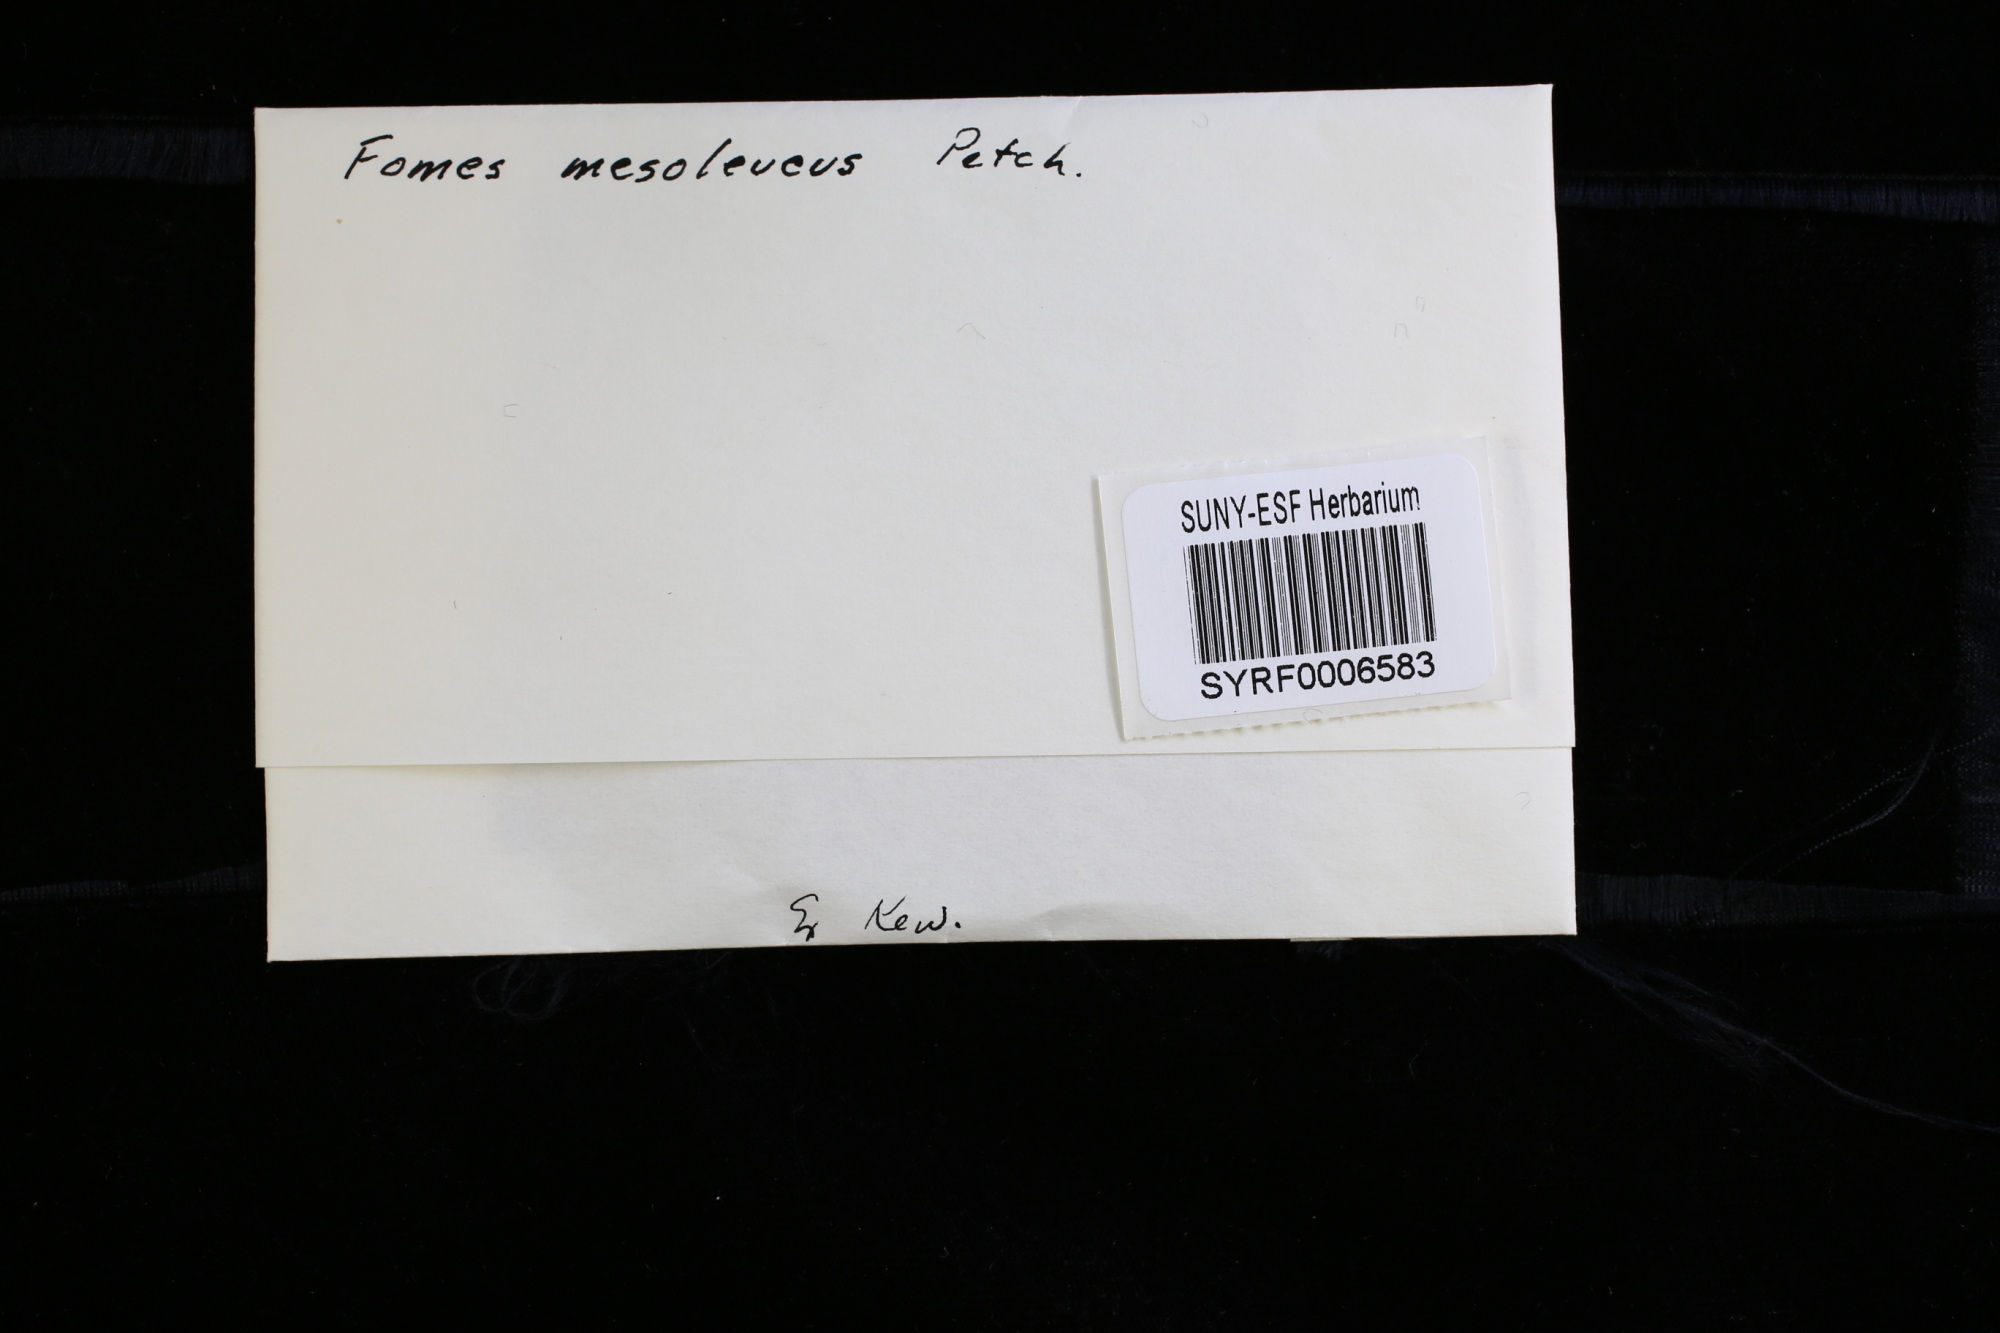 Fomes mesoleucus Petch.
SUNY-ESF Herbarium
SYRF0006583
Ex Kew.